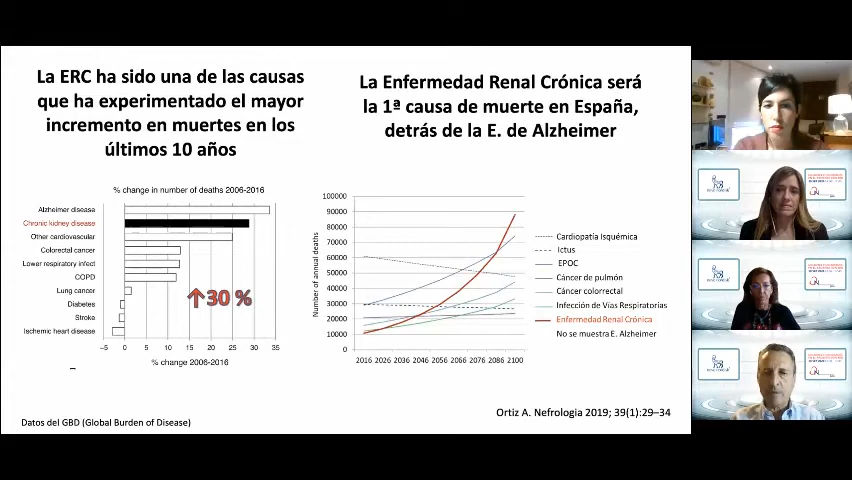 La ERC ha sido una de las causas
que ha experimentado el mayor
incremento en muertes en los
últimos 10 años
La Enfermedad Renal Crónica será
la 1ª causa de muerte en España,
detrás de la E. de Alzheimer
% change in number of deaths 2006-2016
Alzheimer disease
Chronic kidney disease
Other cardiovascular
Colorectal cancer
Lower respiratory infect
COPD
Lung cancer
Diabetes
Stroke
Ischemic heart disease
↑30 %
−5 0 5 10 15 20 25 30 35
% change 2006-2016
Number of annual deaths
100000
90000
80000
70000
60000
50000
40000
30000
20000
10000
0
2016 2026 2036 2046 2056 2066 2076 2086 2100
Cardiopatía Isquémica
Ictus
EPOC
Cáncer de pulmón
Cáncer colorrectal
Infección de Vías Respiratorias
Enfermedad Renal Crónica
No se muestra E. Alzheimer
Ortiz A. Nefrologia 2019; 39(1):29–34
Datos del GBD (Global Burden of Disease)